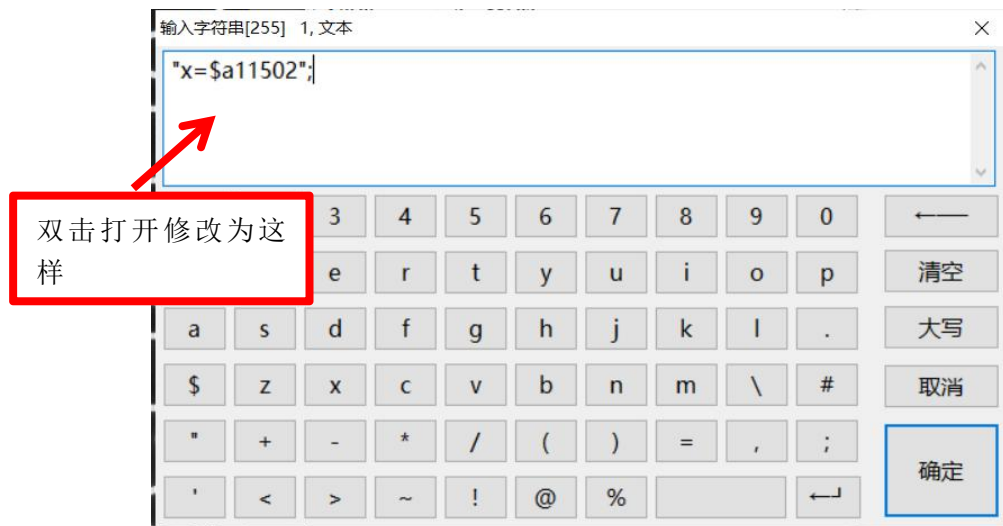 输入字符串[255] 1, 文本
"x=$a11502";
双击打开修改为这
样
3 4 5 6 7 8 9 0 ←——
e r t y u i o p 清空
a s d f g h j k l . 大写
$ z x c v b n m \ # 取消
" + - * / ( ) = , ;
确定
' < > ~ ! @ % ←┘